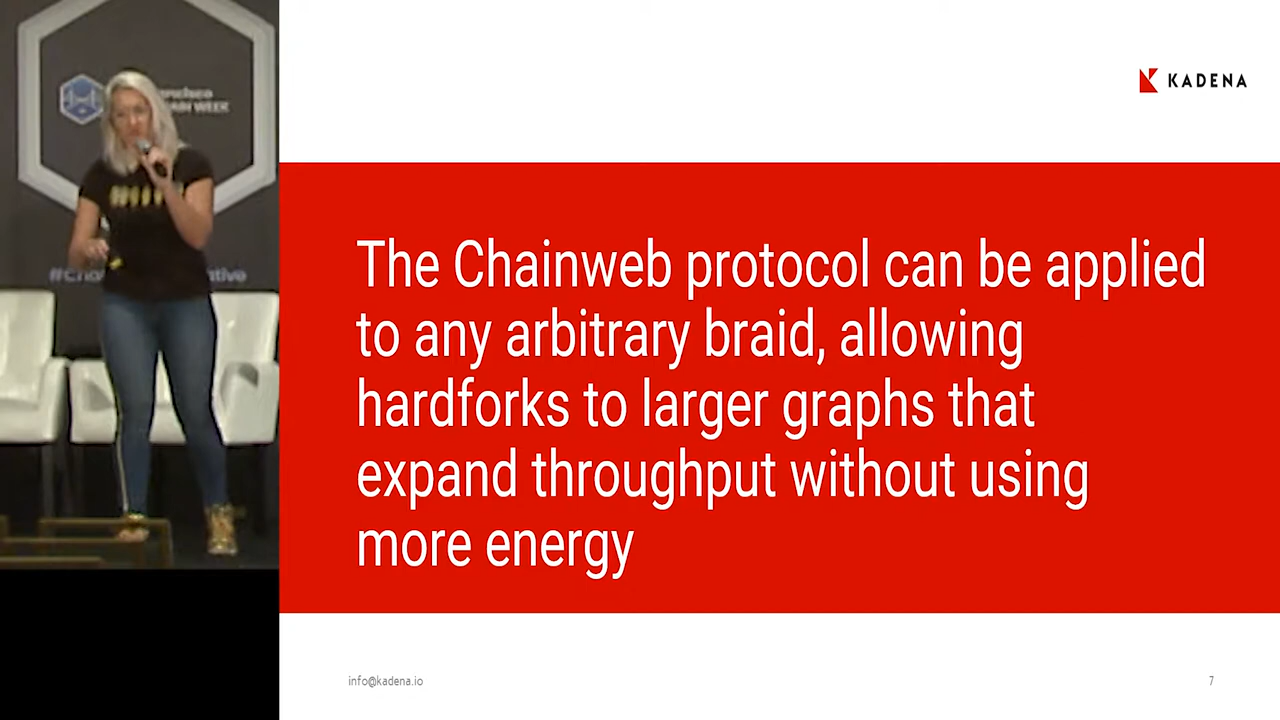 WEEK
KADENA
The Chainweb protocol can be applied
to any arbitrary braid, allowing
hardforks to larger graphs that
expand throughput without using
more energy
info@kadena.io
7